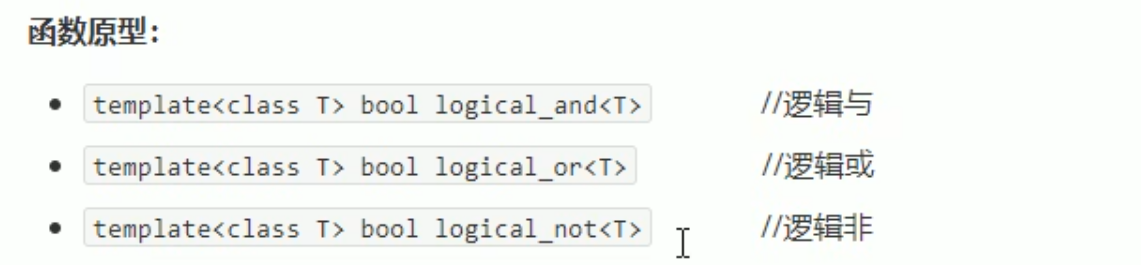 函数原型：
template<class T> bool logical_and<T> //逻辑与
template<class T> bool logical_or<T> //逻辑或
template<class T> bool logical_not<T> //逻辑非